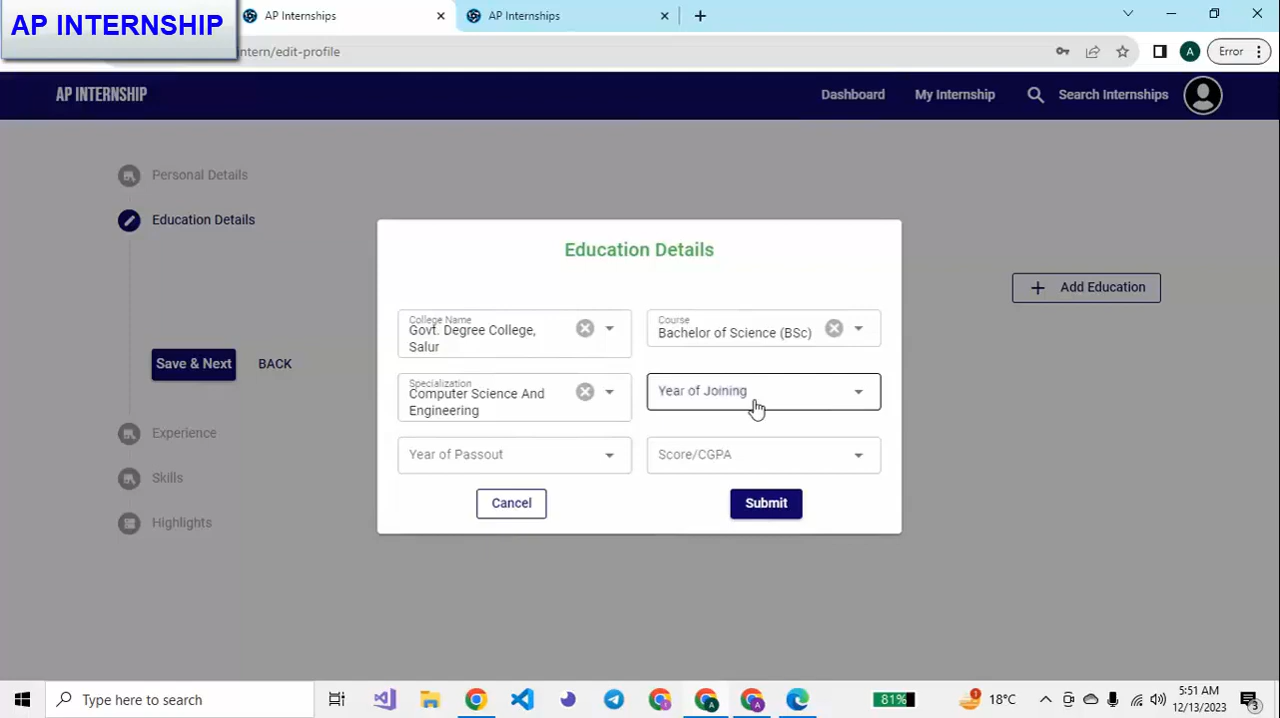 AP INTERNSHIP
AP Internships
AP Internships
intern/edit-profile
A
Error
AP INTERNSHIP
Dashboard
My Internship
Search Internships
Personal Details
Education Details
Education Details
Add Education
College Name
Govt. Degree College,
Salur
Course
Bachelor of Science (BSc)
Save & Next
BACK
Specialization
Computer Science And
Engineering
Year of Joining
Experience
Year of Passout
Score/CGPA
Skills
Cancel
Submit
Highlights
Type here to search
81%
1
18°C
5:51 AM
12/13/2023
3